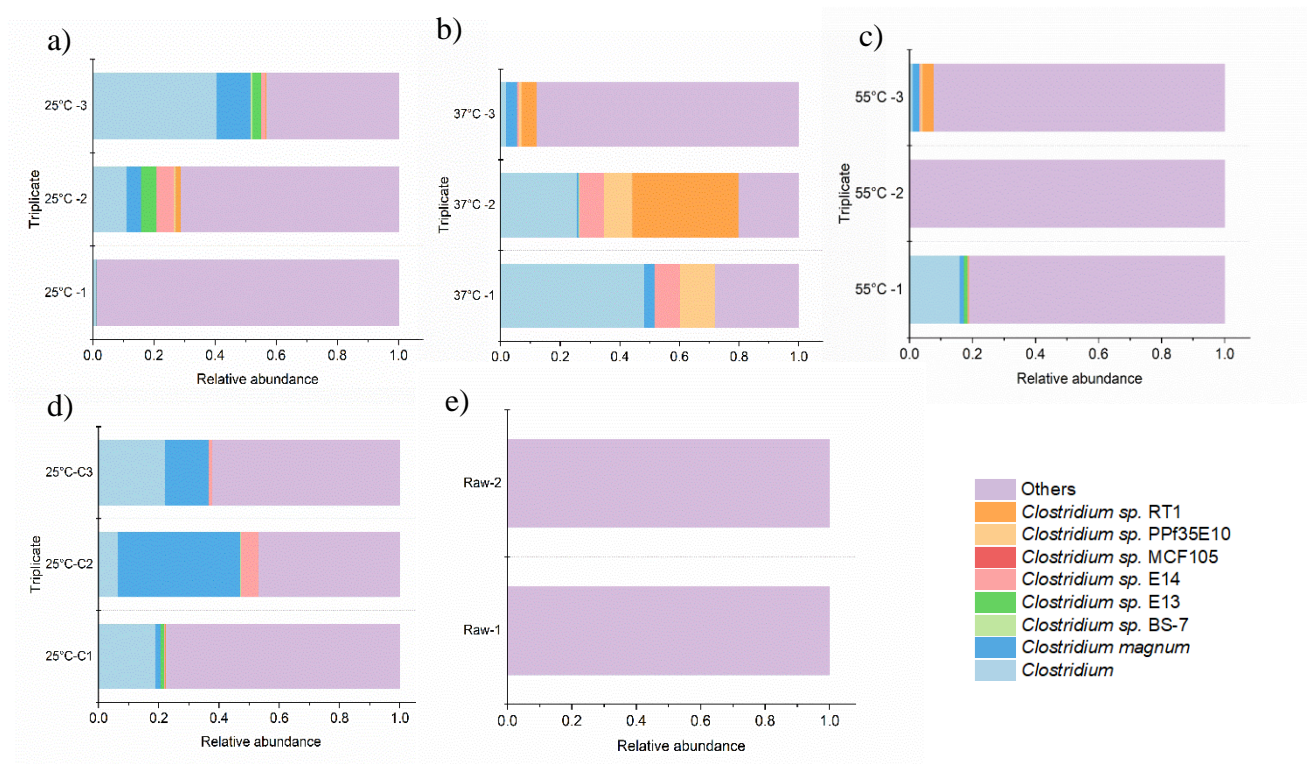 a)
25°C -3
25°C -2
25°C -1
Triplicate
0.0 0.2 0.4 0.6 0.8 1.0
Relative abundance
b)
37°C -3
37°C -2
37°C -1
Triplicate
0.0 0.2 0.4 0.6 0.8 1.0
c)
55°C -3
55°C -2
55°C -1
Triplicate
0.0 0.2 0.4 0.6 0.8 1.0
Relative abundance
d)
25°C-C3
25°C-C2
25°C-C1
Triplicate
0.0 0.2 0.4 0.6 0.8 1.0
Relative abundance
e)
Raw-2
Raw-1
0.0 0.2 0.4 0.6 0.8 1.0
Relative abundance
Others
Clostridium sp. RT1
Clostridium sp. PPf35E10
Clostridium sp. MCF105
Clostridium sp. E14
Clostridium sp. E13
Clostridium sp. BS-7
Clostridium magnum
Clostridium